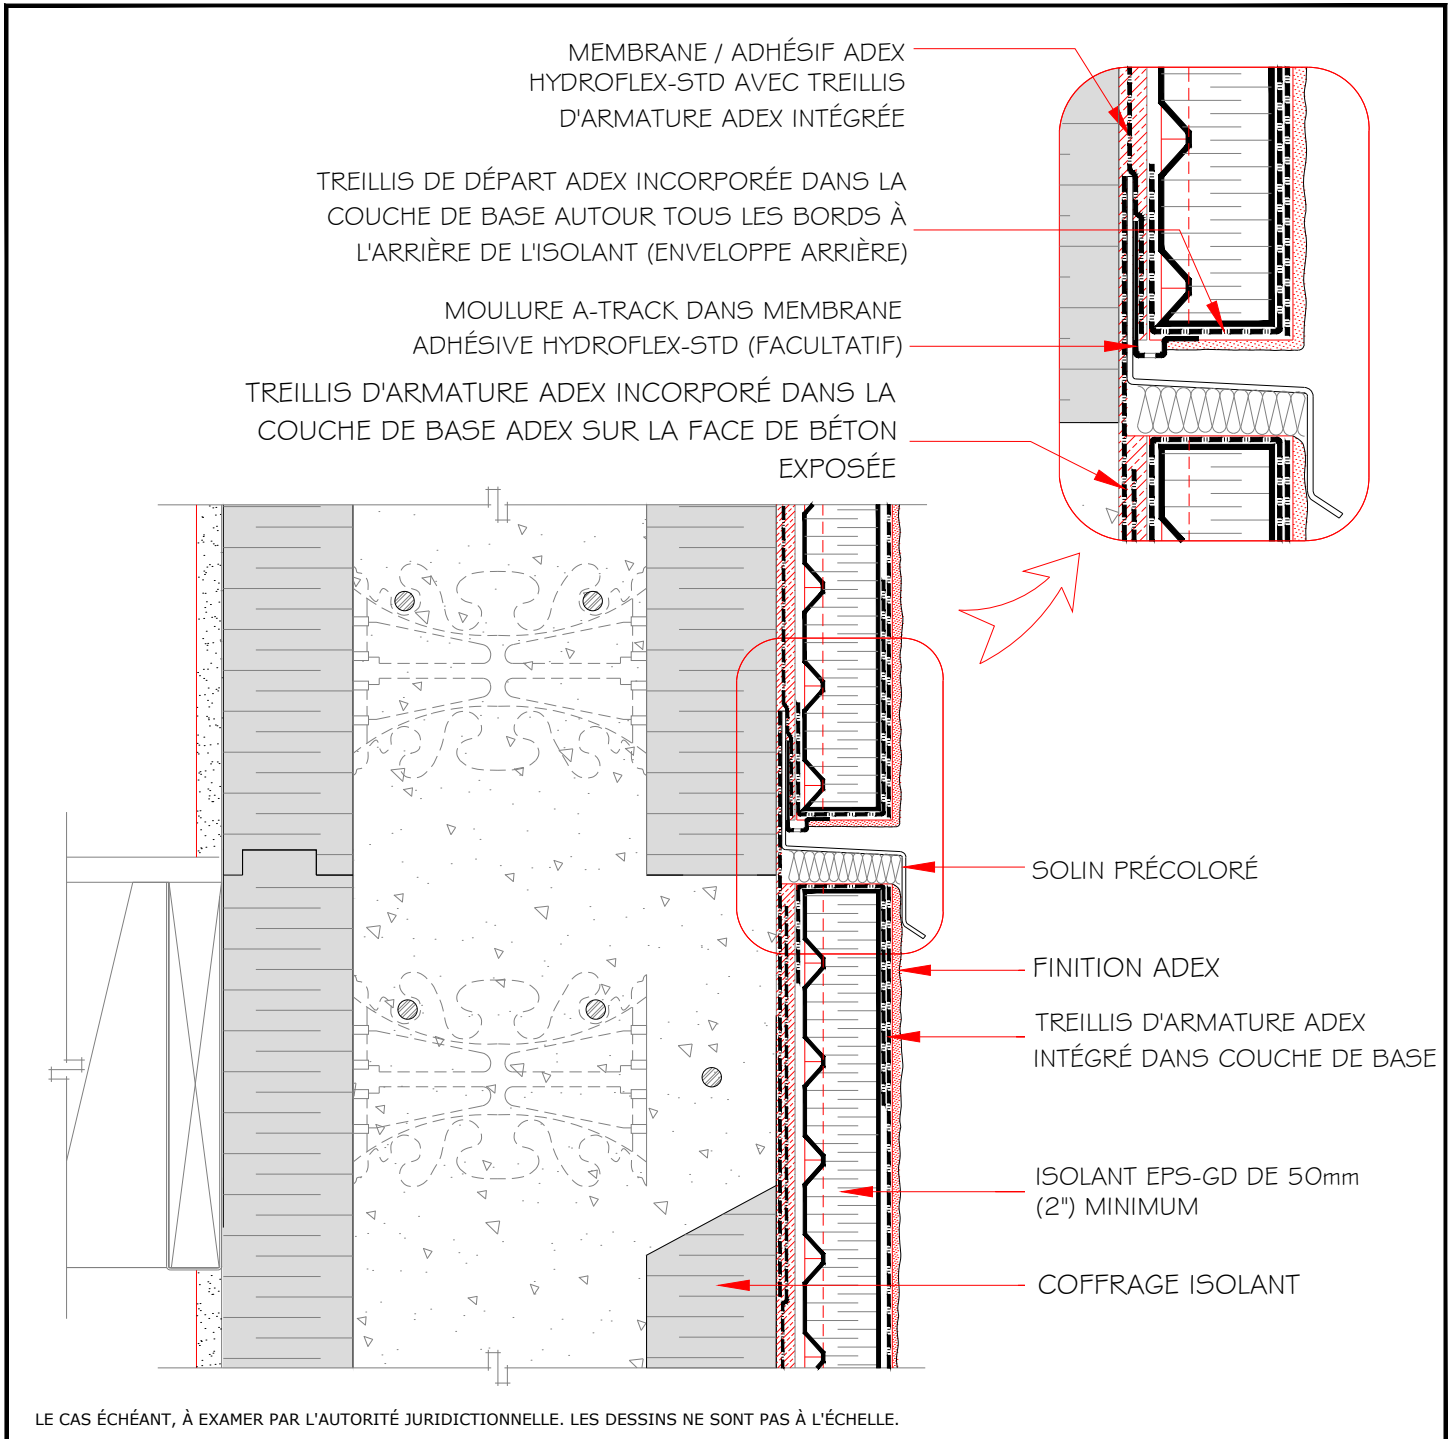 MEMBRANE / ADHÉSIF ADEX
HYDROFLEX-STD AVEC TREILLIS
D'ARMATURE ADEX INTÉGRÉE
TREILLIS DE DÉPART ADEX INCORPORÉE DANS LA
COUCHE DE BASE AUTOUR TOUS LES BORDS À
L'ARRIÈRE DE L'ISOLANT (ENVELOPPE ARRIÈRE)
MOULURE A-TRACK DANS MEMBRANE
ADHÉSIVE HYDROFLEX-STD (FACULTATIF)
TREILLIS D'ARMATURE ADEX INCORPORÉ DANS LA
COUCHE DE BASE ADEX SUR LA FACE DE BÉTON
EXPOSÉE
SOLIN PRÉCOLORÉ
FINITION ADEX
TREILLIS D'ARMATURE ADEX
INTÉGRÉ DANS COUCHE DE BASE
ISOLANT EPS-GD DE 50mm
(2") MINIMUM
COFFRAGE ISOLANT
LE CAS ÉCHÉANT, À EXAMER PAR L'AUTORITÉ JURIDICTIONNELLE. LES DESSINS NE SONT PAS À L'ÉCHELLE.